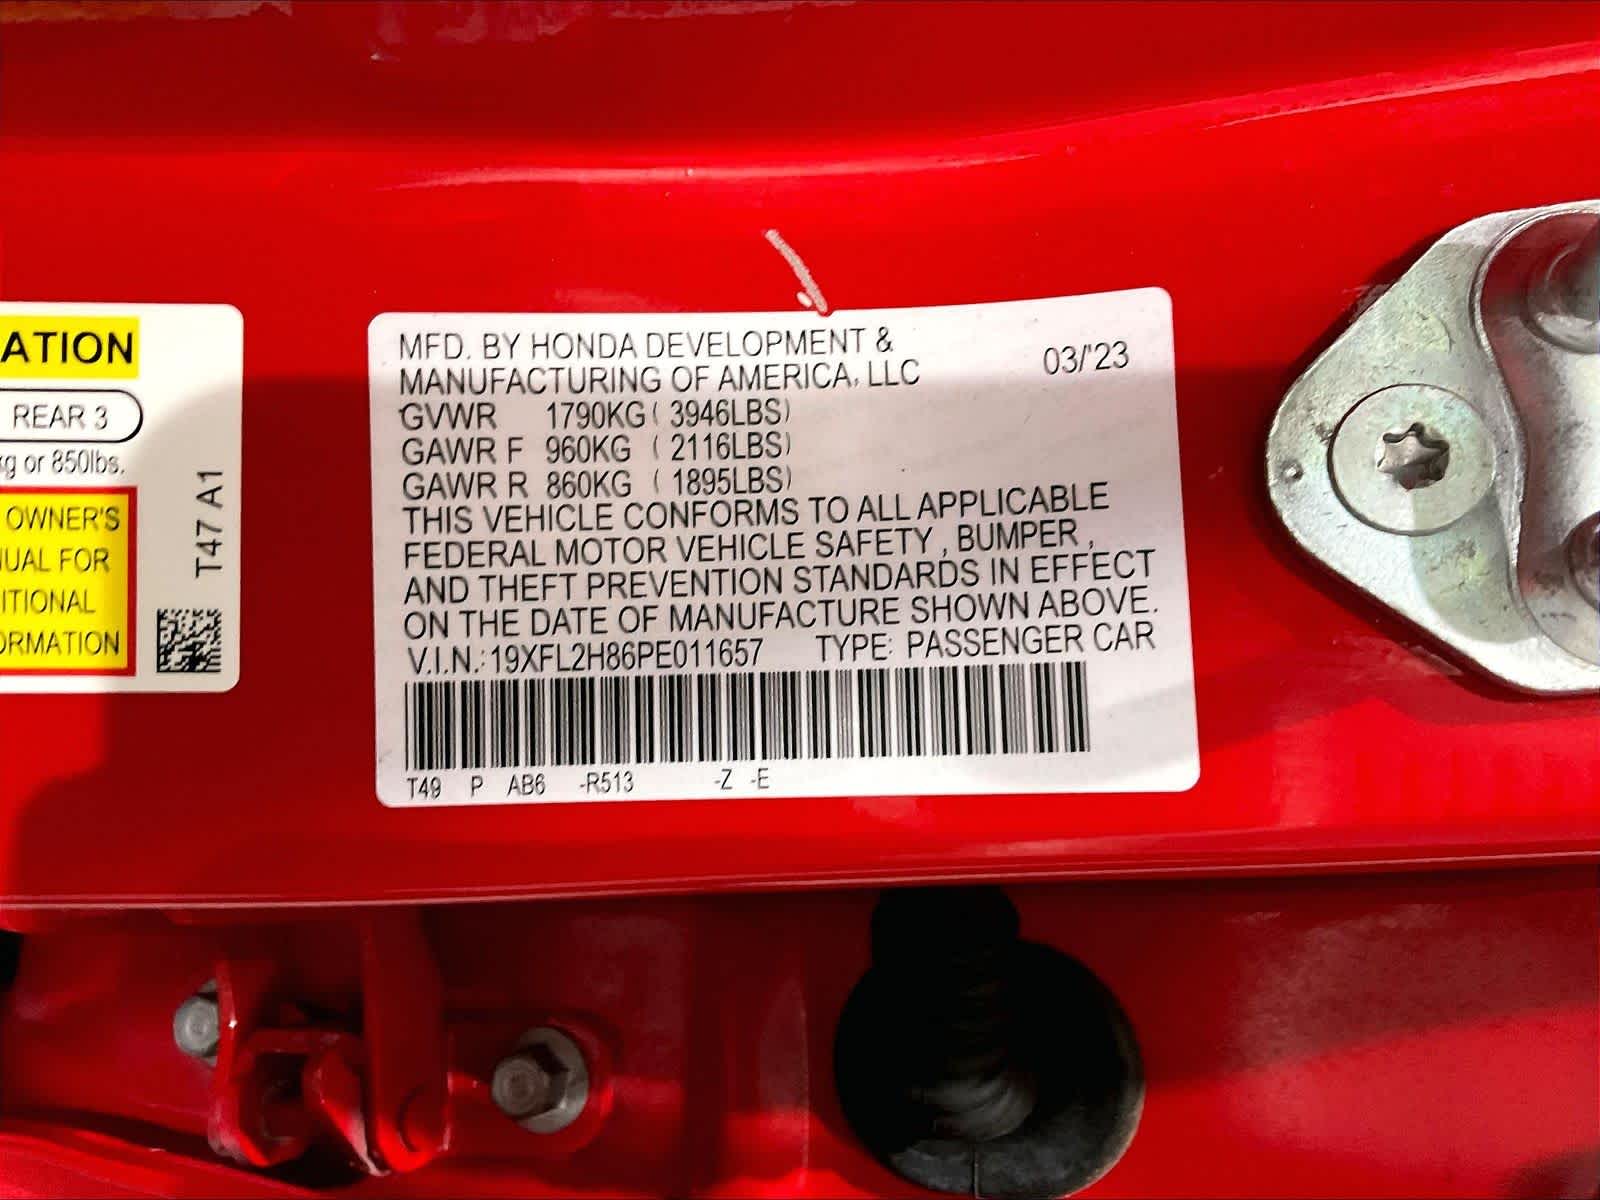 ATION
REAR 3
kg or 850lbs.
OWNER'S
UAL FOR
ITIONAL
ORMATION
T47 A1
MFD. BY HONDA DEVELOPMENT &
MANUFACTURING OF AMERICA, LLC 03/'23
GVWR 1790KG ( 3946LBS)
GAWR F 960KG ( 2116LBS)
GAWR R 860KG ( 1895LBS)
THIS VEHICLE CONFORMS TO ALL APPLICABLE
FEDERAL MOTOR VEHICLE SAFETY , BUMPER ,
AND THEFT PREVENTION STANDARDS IN EFFECT
ON THE DATE OF MANUFACTURE SHOWN ABOVE.
V.I.N.: 19XFL2H86PE011657 TYPE: PASSENGER CAR
T49 P AB6 -R513 -Z -E